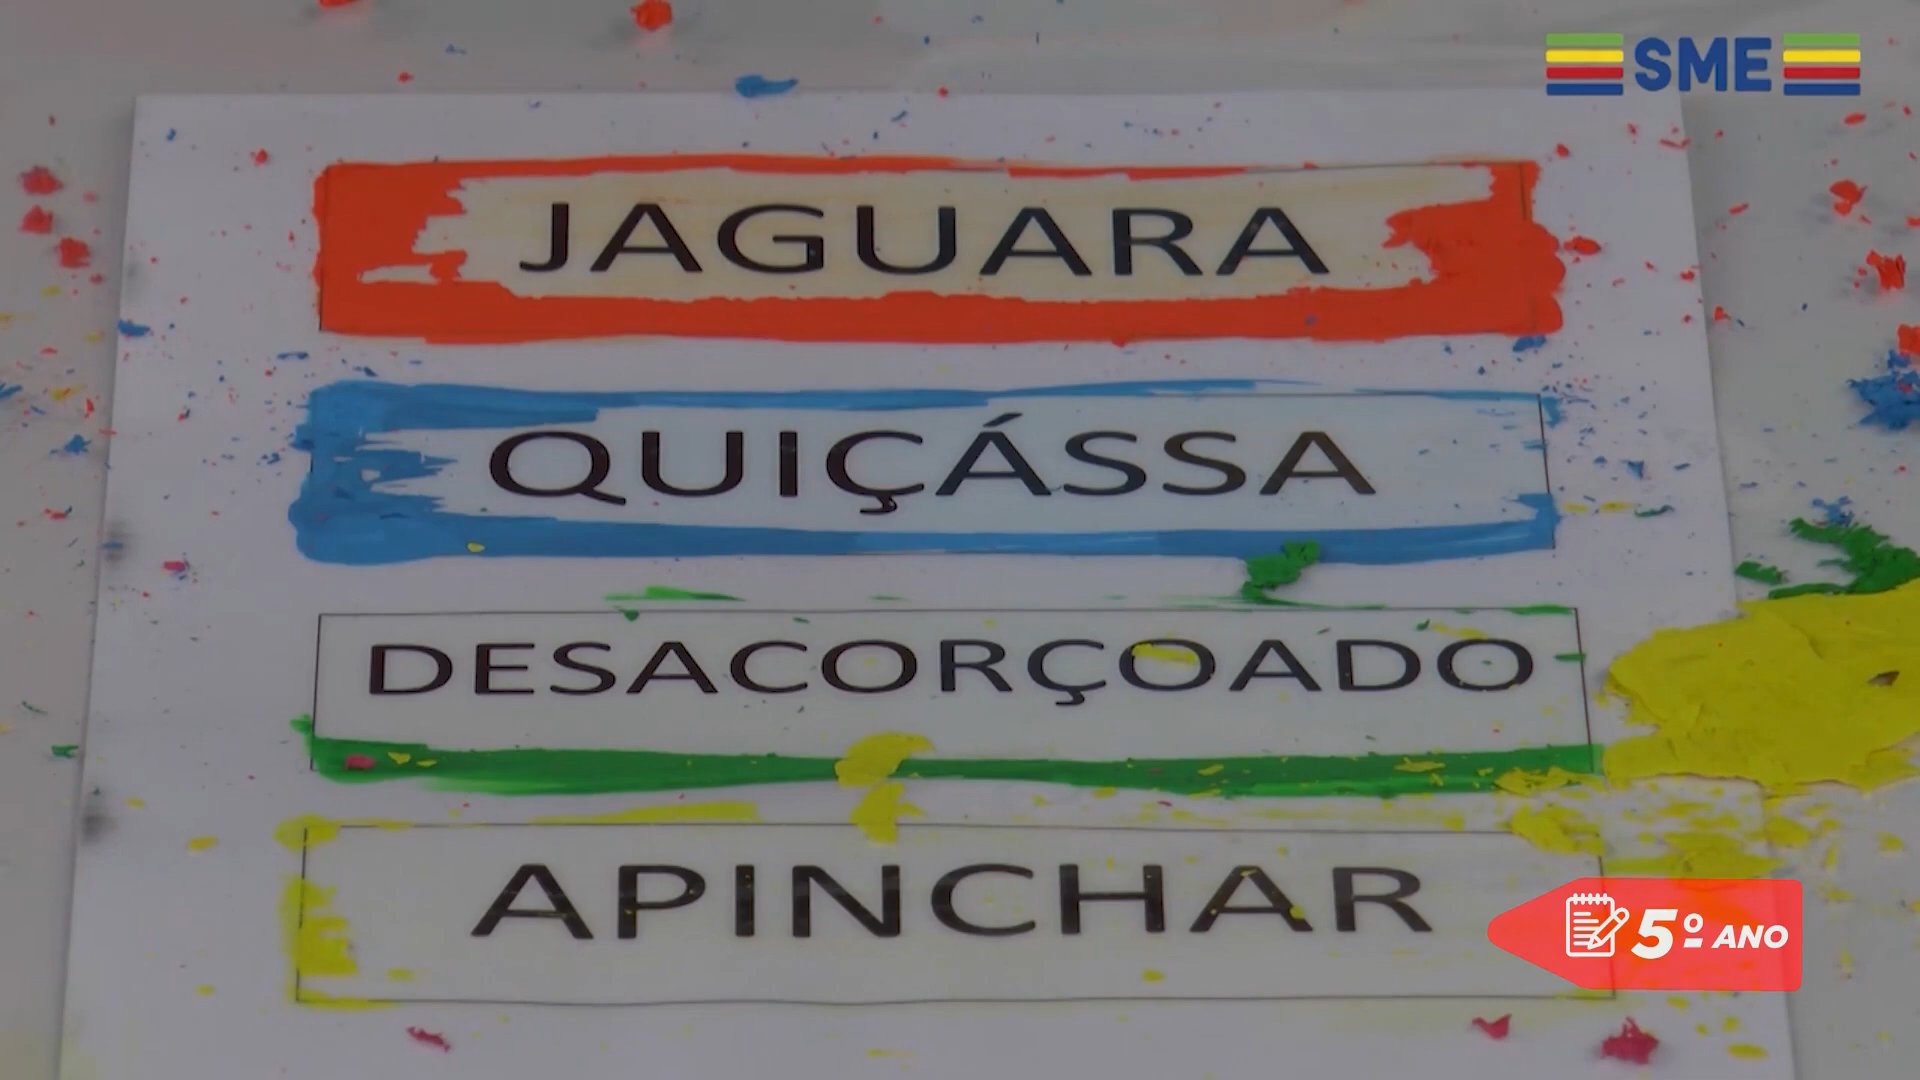 SME
JAGUARA
QUIÇÁSSA
DESACORÇOADO
APINCHAR
5º ANO